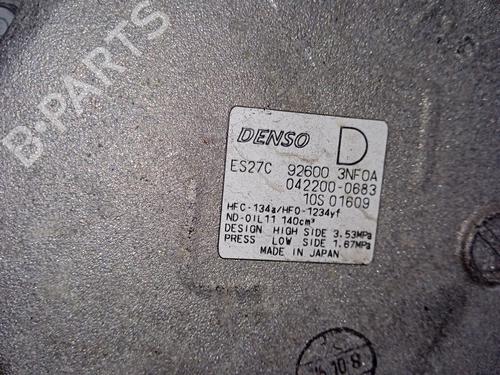 B-PARTS
DENSO D
ES27C 92600 3NF0A
042200-0683
10S 01609
HFC-134a/HFO-1234yf
ND-OIL11 140cm³
DESIGN HIGH SIDE 3.53MPa
PRESS LOW SIDE 1.67MPa
MADE IN JAPAN